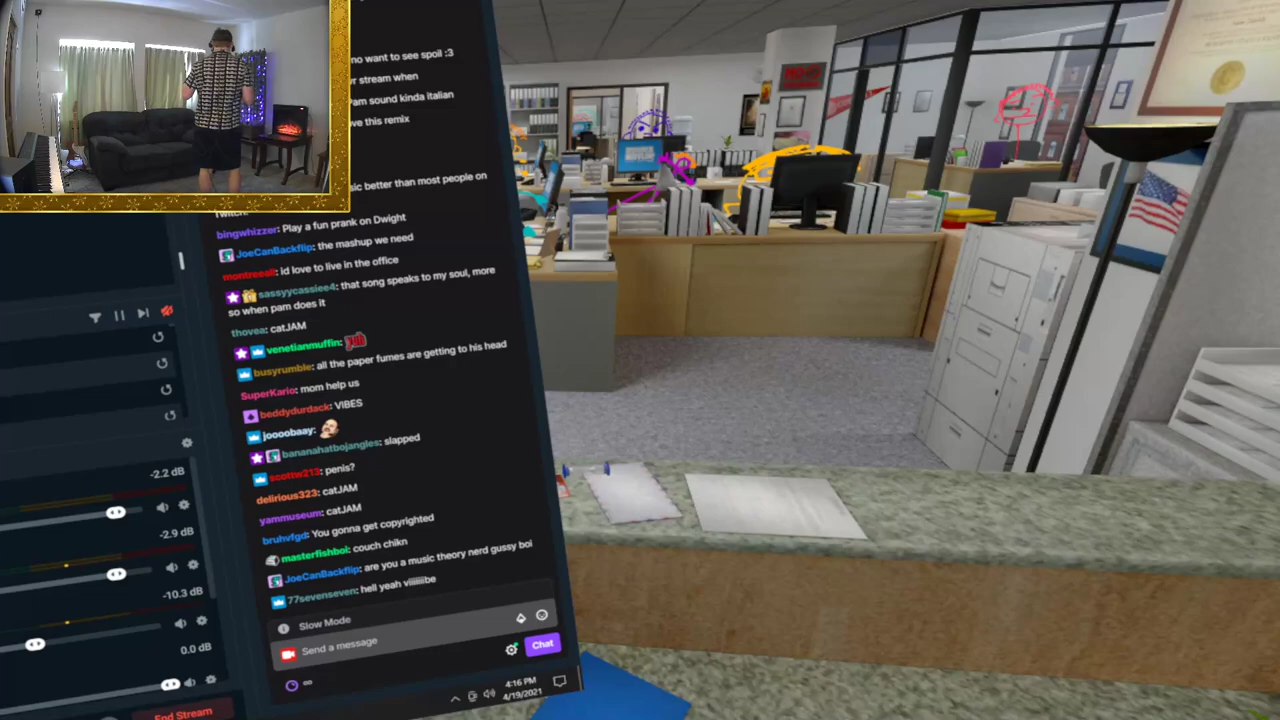 no want to see spoil :3
r stream when
am sound kinda italian
ve this remix
sic better than most people on
Twitch.
bingwhizzer: Play a fun prank on Dwight
JoeCanBackflip: the mashup we need
montreeall: id love to live in the office
sassyycassiee4: that song speaks to my soul, more
so when pam does it
thovea: catJAM
venetianmuffin:
busyrumble: all the paper fumes are getting to his head
SuperKario: mom help us
beddydurdack: VIBES
joooobaay:
bananahatbojangles: slapped
scottw213: penis?
delirious323: catJAM
yammuseum: catJAM
bruhvfgd: You gonna get copyrighted
masterfishboi: couch chikn
JoeCanBackflip: are you a music theory nerd gussy boi
77sevenseven: hell yeah viiiiiibe
Slow Mode
Send a message
Chat
-2.2 dB
-2.9 dB
-10.3 dB
0.0 dB
End Stream
4:16 PM
4/19/2021